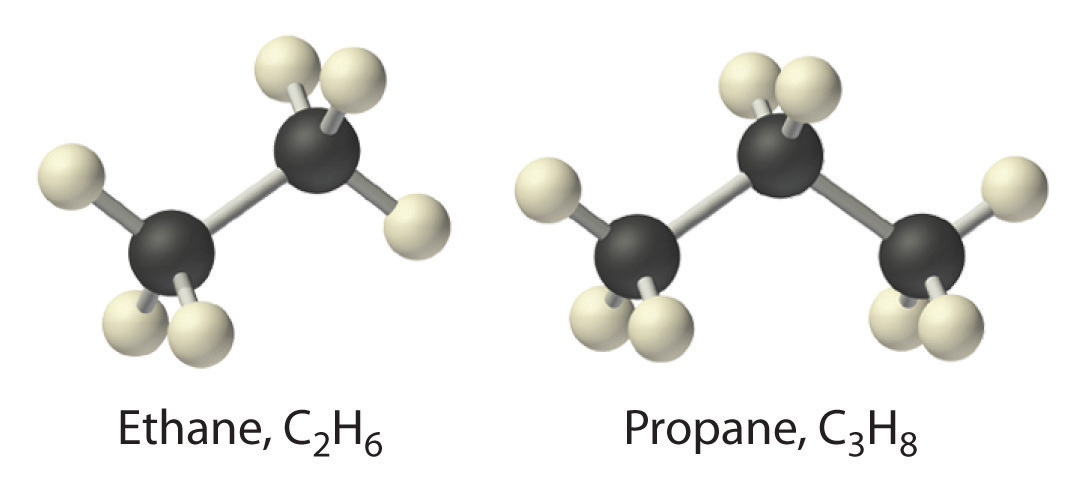 Ethane, C₂H₆
Propane, C₃H₈